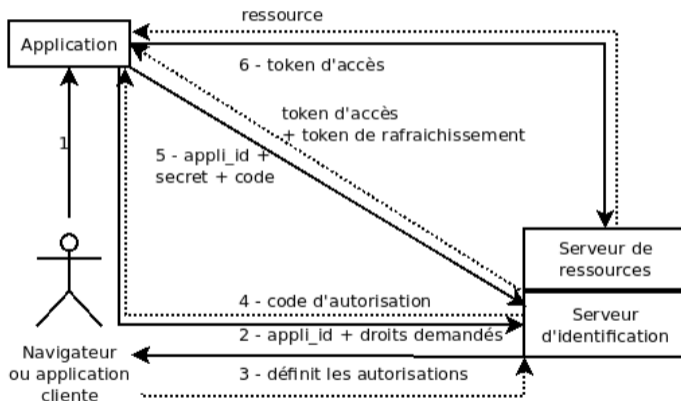 ressource
Application
6 - token d'accès
token d'accès
+ token de rafraichissement
1
5 - appli_id +
secret + code
Serveur de
ressources
4 - code d'autorisation
2 - appli_id + droits demandés
Serveur
d'identification
Navigateur
ou application
cliente
3 - définit les autorisations